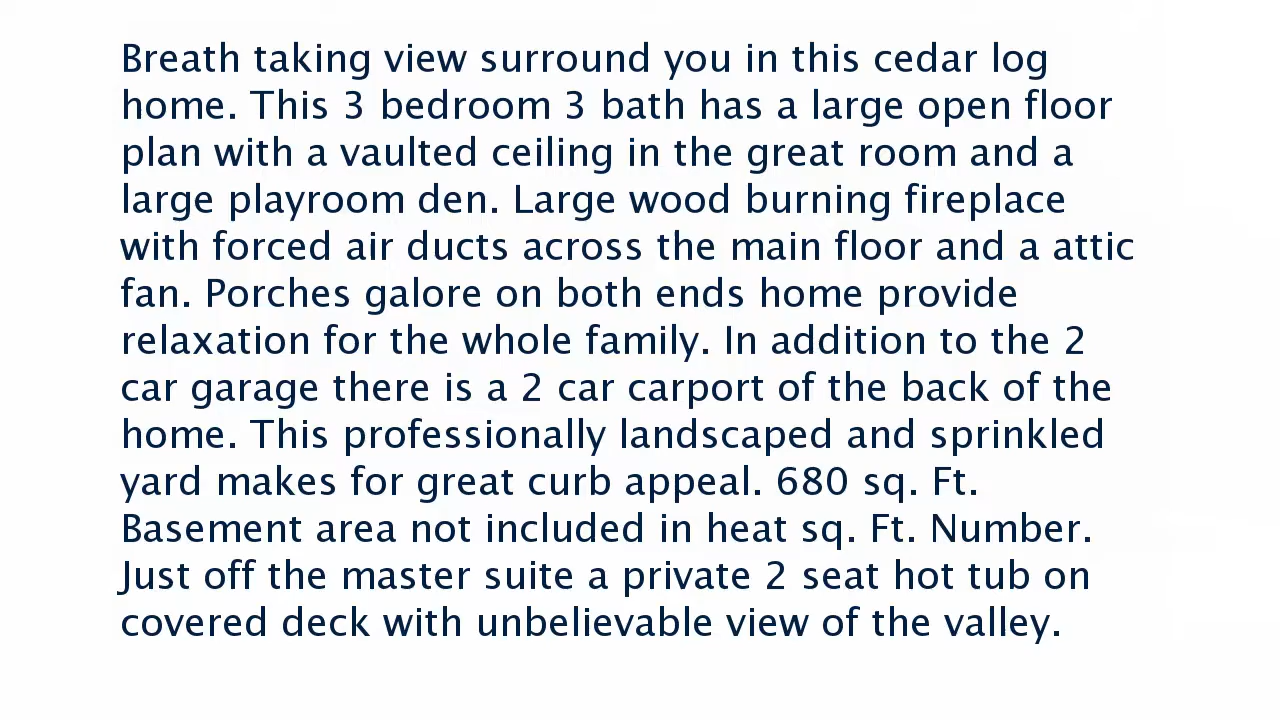 Breath taking view surround you in this cedar log
home. This 3 bedroom 3 bath has a large open floor
plan with a vaulted ceiling in the great room and a
large playroom den. Large wood burning fireplace
with forced air ducts across the main floor and a attic
fan. Porches galore on both ends home provide
relaxation for the whole family. In addition to the 2
car garage there is a 2 car carport of the back of the
home. This professionally landscaped and sprinkled
yard makes for great curb appeal. 680 sq. Ft.
Basement area not included in heat sq. Ft. Number.
Just off the master suite a private 2 seat hot tub on
covered deck with unbelievable view of the valley.